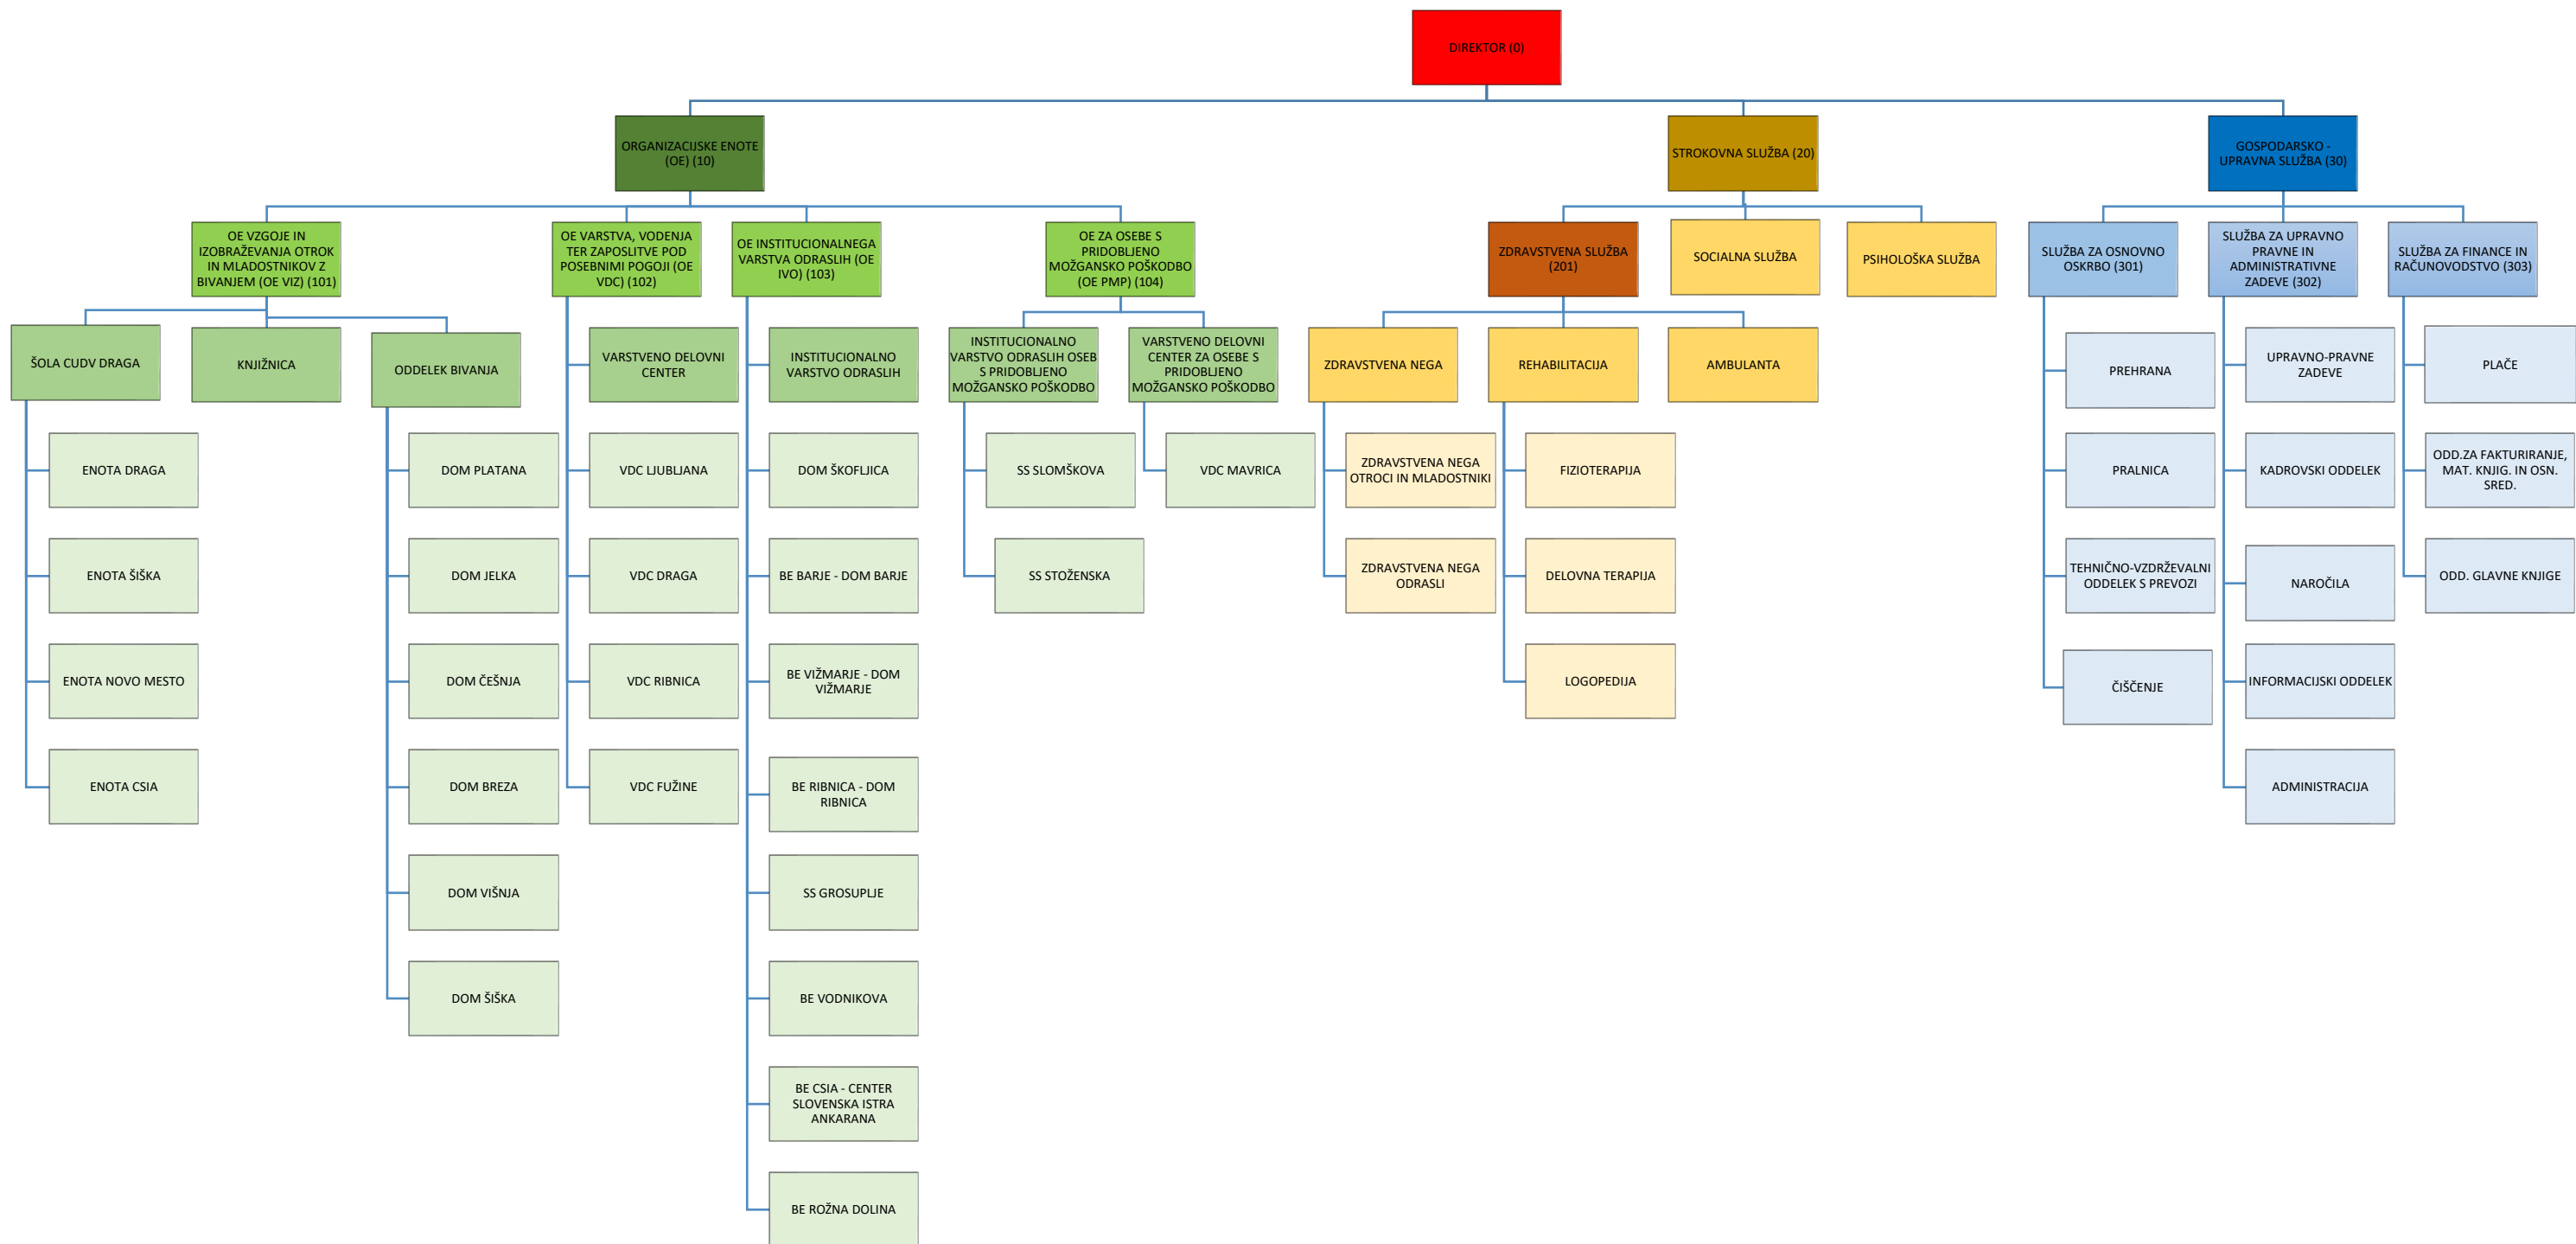 DIREKTOR (0)
ORGANIZACIJSKE ENOTE
(OE) (10)
STROKOVNA SLUŽBA (20)
GOSPODARSKO -
UPRAVNA SLUŽBA (30)
OE VZGOJE IN
IZOBRAŽEVANJA OTROK
IN MLADOSTNIKOV Z
BIVANJEM (OE VIZ) (101)
OE VARSTVA, VODENJA
TER ZAPOSLITVE POD
POSEBNIMI POGOJI (OE
VDC) (102)
OE INSTITUCIONALNEGA
VARSTVA ODRASLIH (OE
IVO) (103)
OE ZA OSEBE S
PRIDOBLJENO
MOŽGANSKO POŠKODBO
(OE PMP) (104)
ZDRAVSTVENA SLUŽBA
(201)
SOCIALNA SLUŽBA
PSIHOLOŠKA SLUŽBA
SLUŽBA ZA OSNOVNO
OSKRBO (301)
SLUŽBA ZA UPRAVNO
PRAVNE IN
ADMINISTRATIVNE
ZADEVE (302)
SLUŽBA ZA FINANCE IN
RAČUNOVODSTVO (303)
ŠOLA CUDV DRAGA
KNJIŽNICA
ODDELEK BIVANJA
VARSTVENO DELOVNI
CENTER
INSTITUCIONALNO
VARSTVO ODRASLIH
INSTITUCIONALNO
VARSTVO ODRASLIH OSEB
S PRIDOBLJENO
MOŽGANSKO POŠKODBO
VARSTVENO DELOVNI
CENTER ZA OSEBE S
PRIDOBLJENO
MOŽGANSKO POŠKODBO
ZDRAVSTVENA NEGA
REHABILITACIJA
AMBULANTA
PREHRANA
UPRAVNO-PRAVNE
ZADEVE
PLAČE
ENOTA DRAGA
DOM PLATANA
VDC LJUBLJANA
DOM ŠKOFLJICA
SS SLOMŠKOVA
VDC MAVRICA
ZDRAVSTVENA NEGA
OTROCI IN MLADOSTNIKI
FIZIOTERAPIJA
PRALNICA
KADROVSKI ODDELEK
ODD.ZA FAKTURIRANJE,
MAT. KNJIG. IN OSN.
SRED.
ENOTA ŠIŠKA
DOM JELKA
VDC DRAGA
BE BARJE - DOM BARJE
SS STOŽENSKA
ZDRAVSTVENA NEGA
ODRASLI
DELOVNA TERAPIJA
TEHNIČNO-VZDRŽEVALNI
ODDELEK S PREVOZI
NAROČILA
ODD. GLAVNE KNJIGE
ENOTA NOVO MESTO
DOM ČEŠNJA
VDC RIBNICA
BE VIŽMARJE - DOM
VIŽMARJE
LOGOPEDIJA
ČIŠČENJE
INFORMACIJSKI ODDELEK
ENOTA CSIA
DOM BREZA
VDC FUŽINE
BE RIBNICA - DOM
RIBNICA
ADMINISTRACIJA
DOM VIŠNJA
SS GROSUPLJE
DOM ŠIŠKA
BE VODNIKOVA
BE CSIA - CENTER
SLOVENSKA ISTRA
ANKARANA
BE ROŽNA DOLINA